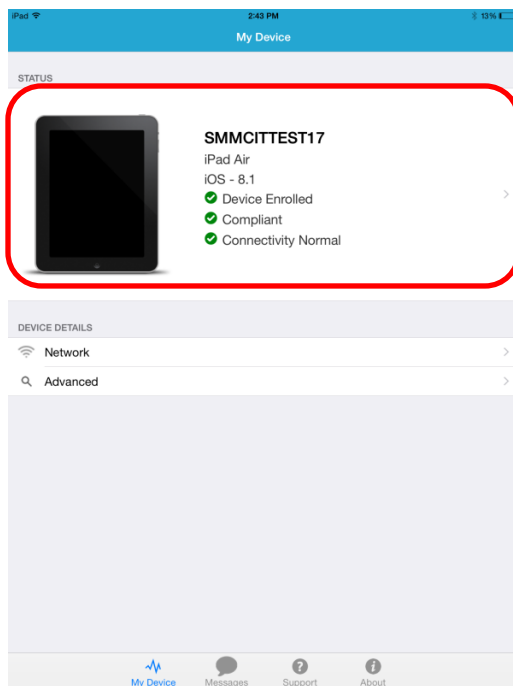 iPad 2:43 PM 13%
My Device
STATUS
SMMCITTEST17
iPad Air
iOS - 8.1
Device Enrolled
Compliant
Connectivity Normal
DEVICE DETAILS
Network
Advanced
My Device Messages Support About